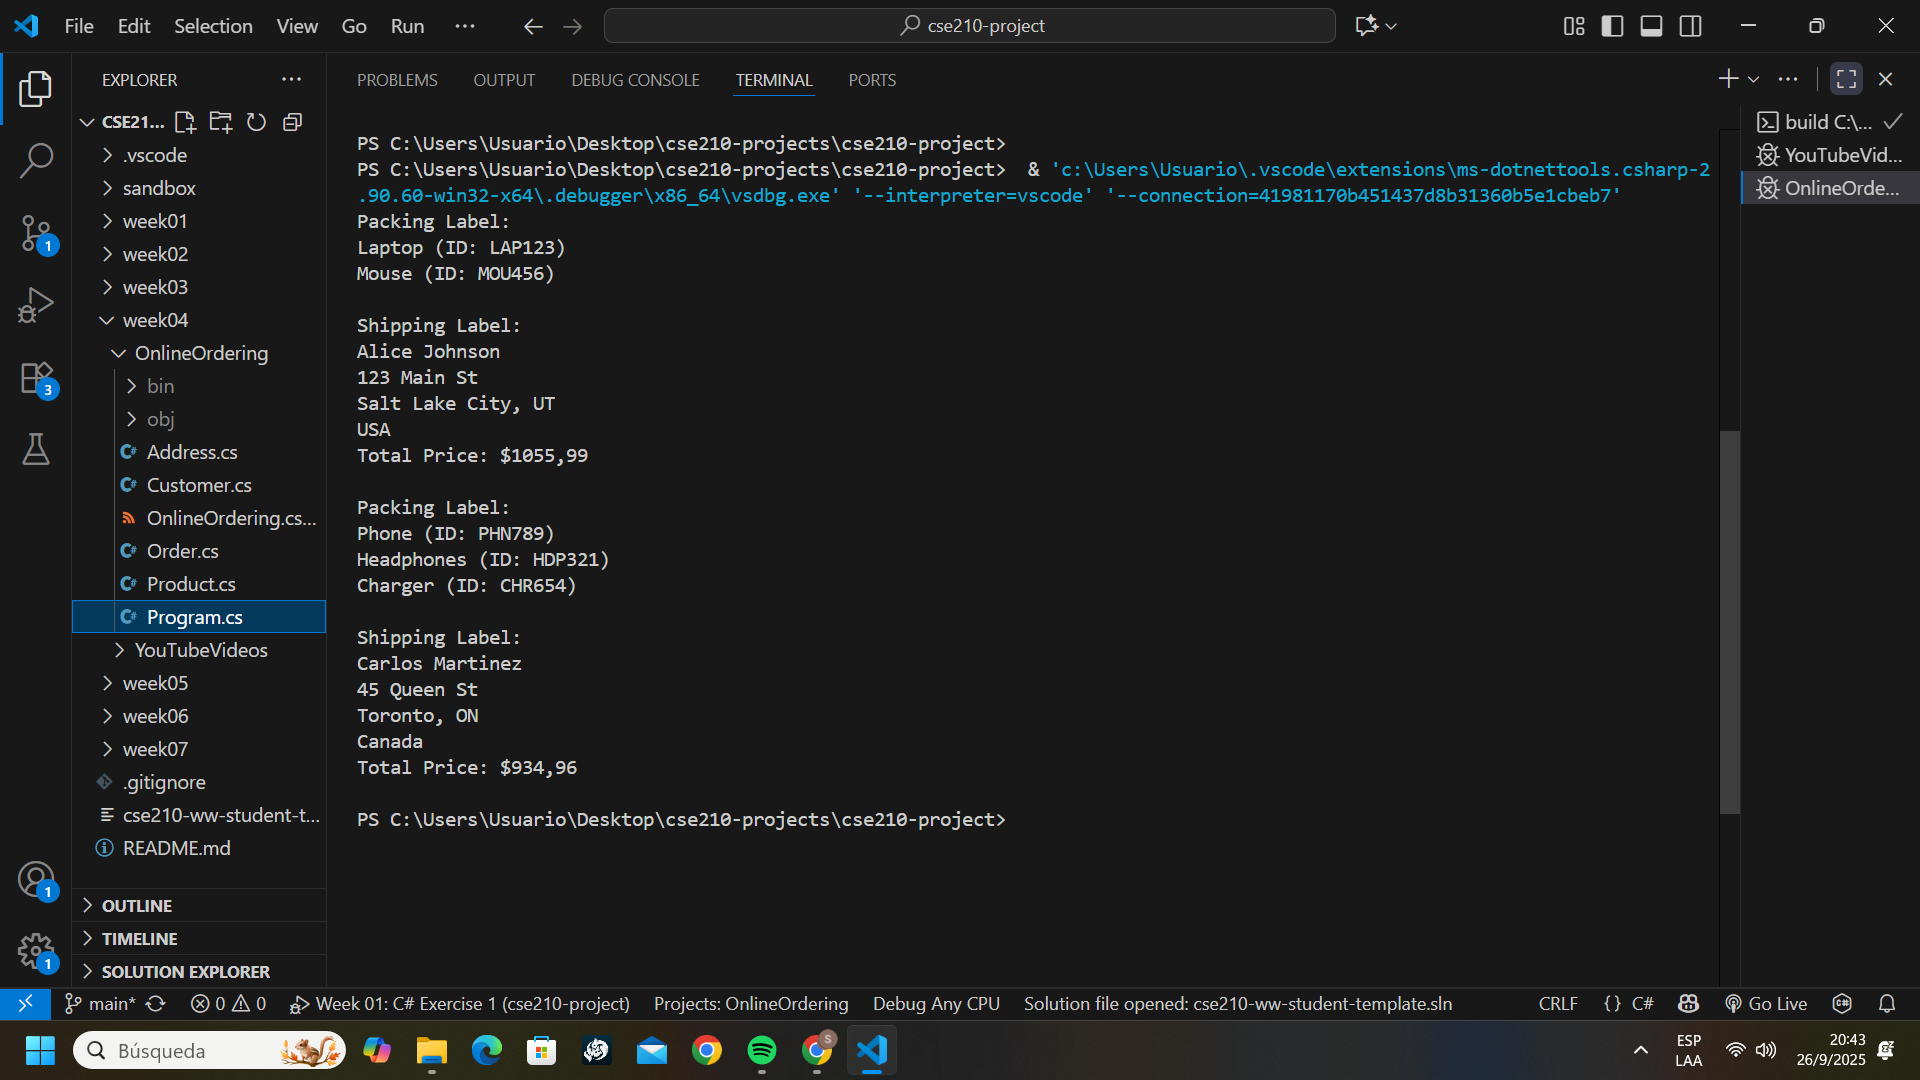 File Edit Selection View Go Run ··· cse210-project
EXPLORER
CSE21...
.vscode
sandbox
week01
week02
week03
week04
OnlineOrdering
bin
obj
Address.cs
Customer.cs
OnlineOrdering.cs...
Order.cs
Product.cs
Program.cs
YouTubeVideos
week05
week06
week07
.gitignore
cse210-ww-student-t...
README.md
OUTLINE
TIMELINE
SOLUTION EXPLORER
1
3
1
1
PROBLEMS OUTPUT DEBUG CONSOLE TERMINAL PORTS
PS C:\Users\Usuario\Desktop\cse210-projects\cse210-project>
PS C:\Users\Usuario\Desktop\cse210-projects\cse210-project>  & 'c:\Users\Usuario\.vscode\extensions\ms-dotnettools.csharp-2
.90.60-win32-x64\.debugger\x86_64\vsdbg.exe' '--interpreter=vscode' '--connection=41981170b451437d8b31360b5e1cbeb7'
Packing Label:
Laptop (ID: LAP123)
Mouse (ID: MOU456)
Shipping Label:
Alice Johnson
123 Main St
Salt Lake City, UT
USA
Total Price: $1055,99
Packing Label:
Phone (ID: PHN789)
Headphones (ID: HDP321)
Charger (ID: CHR654)
Shipping Label:
Carlos Martinez
45 Queen St
Toronto, ON
Canada
Total Price: $934,96
PS C:\Users\Usuario\Desktop\cse210-projects\cse210-project>
build C:\...
YouTubeVid...
OnlineOrde...
main* 0 0 Week 01: C# Exercise 1 (cse210-project) Projects: OnlineOrdering Debug Any CPU Solution file opened: cse210-ww-student-template.sln CRLF {} C# Go Live
Búsqueda
S
ESP
LAA
20:43
26/9/2025